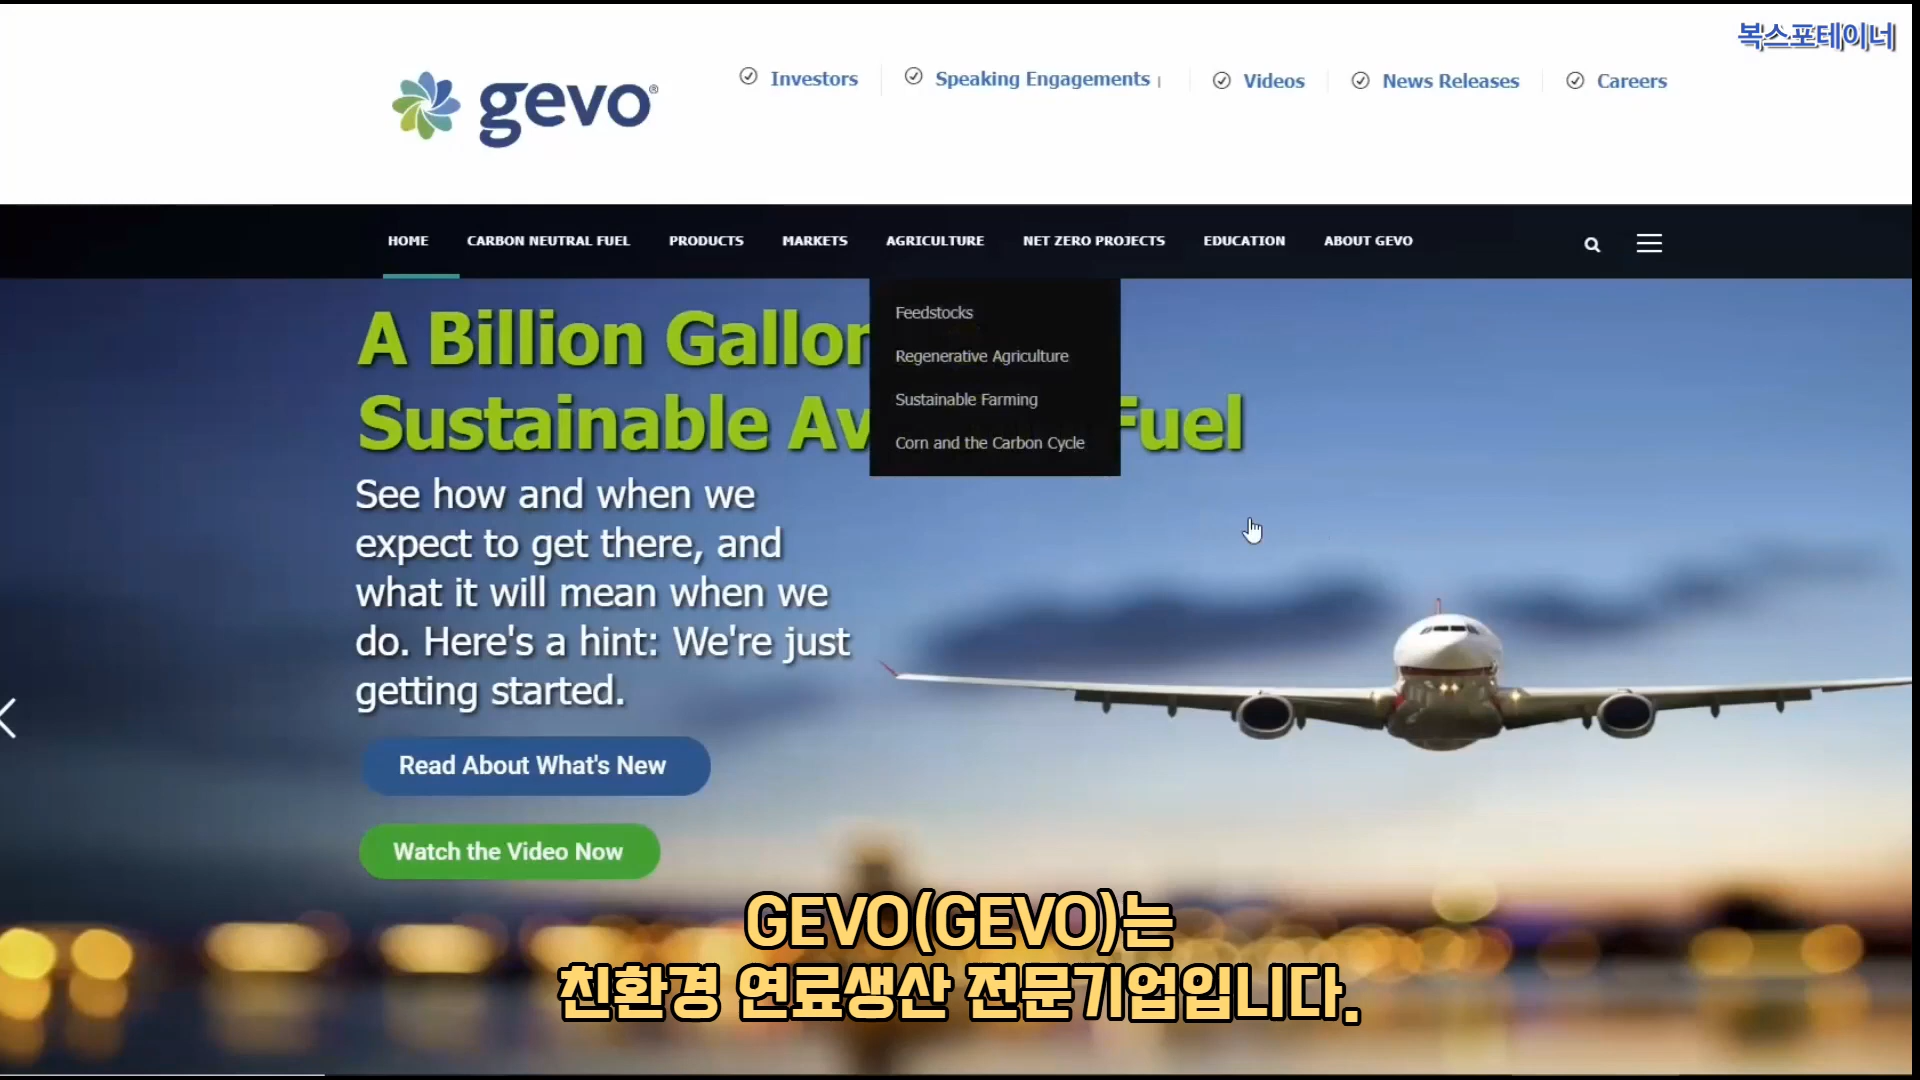 복스포테이너
gevo®
Investors
Speaking Engagements
Videos
News Releases
Careers
HOME
CARBON NEUTRAL FUEL
PRODUCTS
MARKETS
AGRICULTURE
NET ZERO PROJECTS
EDUCATION
ABOUT GEVO
Feedstocks
Regenerative Agriculture
Sustainable Farming
Corn and the Carbon Cycle
A Billion Gallon
Sustainable Av Fuel
See how and when we
expect to get there, and
what it will mean when we
do. Here's a hint: We're just
getting started.
Read About What's New
Watch the Video Now
GEVO(GEVO)는
친환경 연료생산 전문기업입니다.